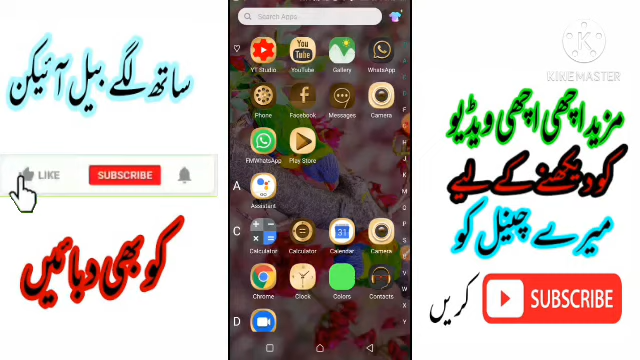 ساتھ لگے بیل آئیکن
LIKE
SUBSCRIBE
کو بھی دبائیں
Search Apps
YT Studio
YouTube
Gallery
WhatsApp
Phone
Facebook
Messages
Camera
FMWhatsApp
Play Store
A
Assistant
C
Calculator
Calculator
Calendar
Camera
Chrome
Clock
Colors
Contacts
D
KINEMASTER
مزید اچھی اچھی ویڈیو
کو دیکھنے کے لیے
میرے چینل کو
SUBSCRIBE
کریں